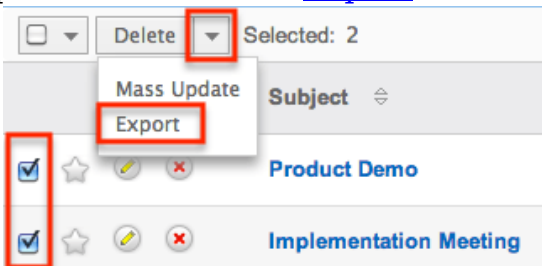 Delete Selected: 2
Mass Update
Subject
Export
Product Demo
Implementation Meeting